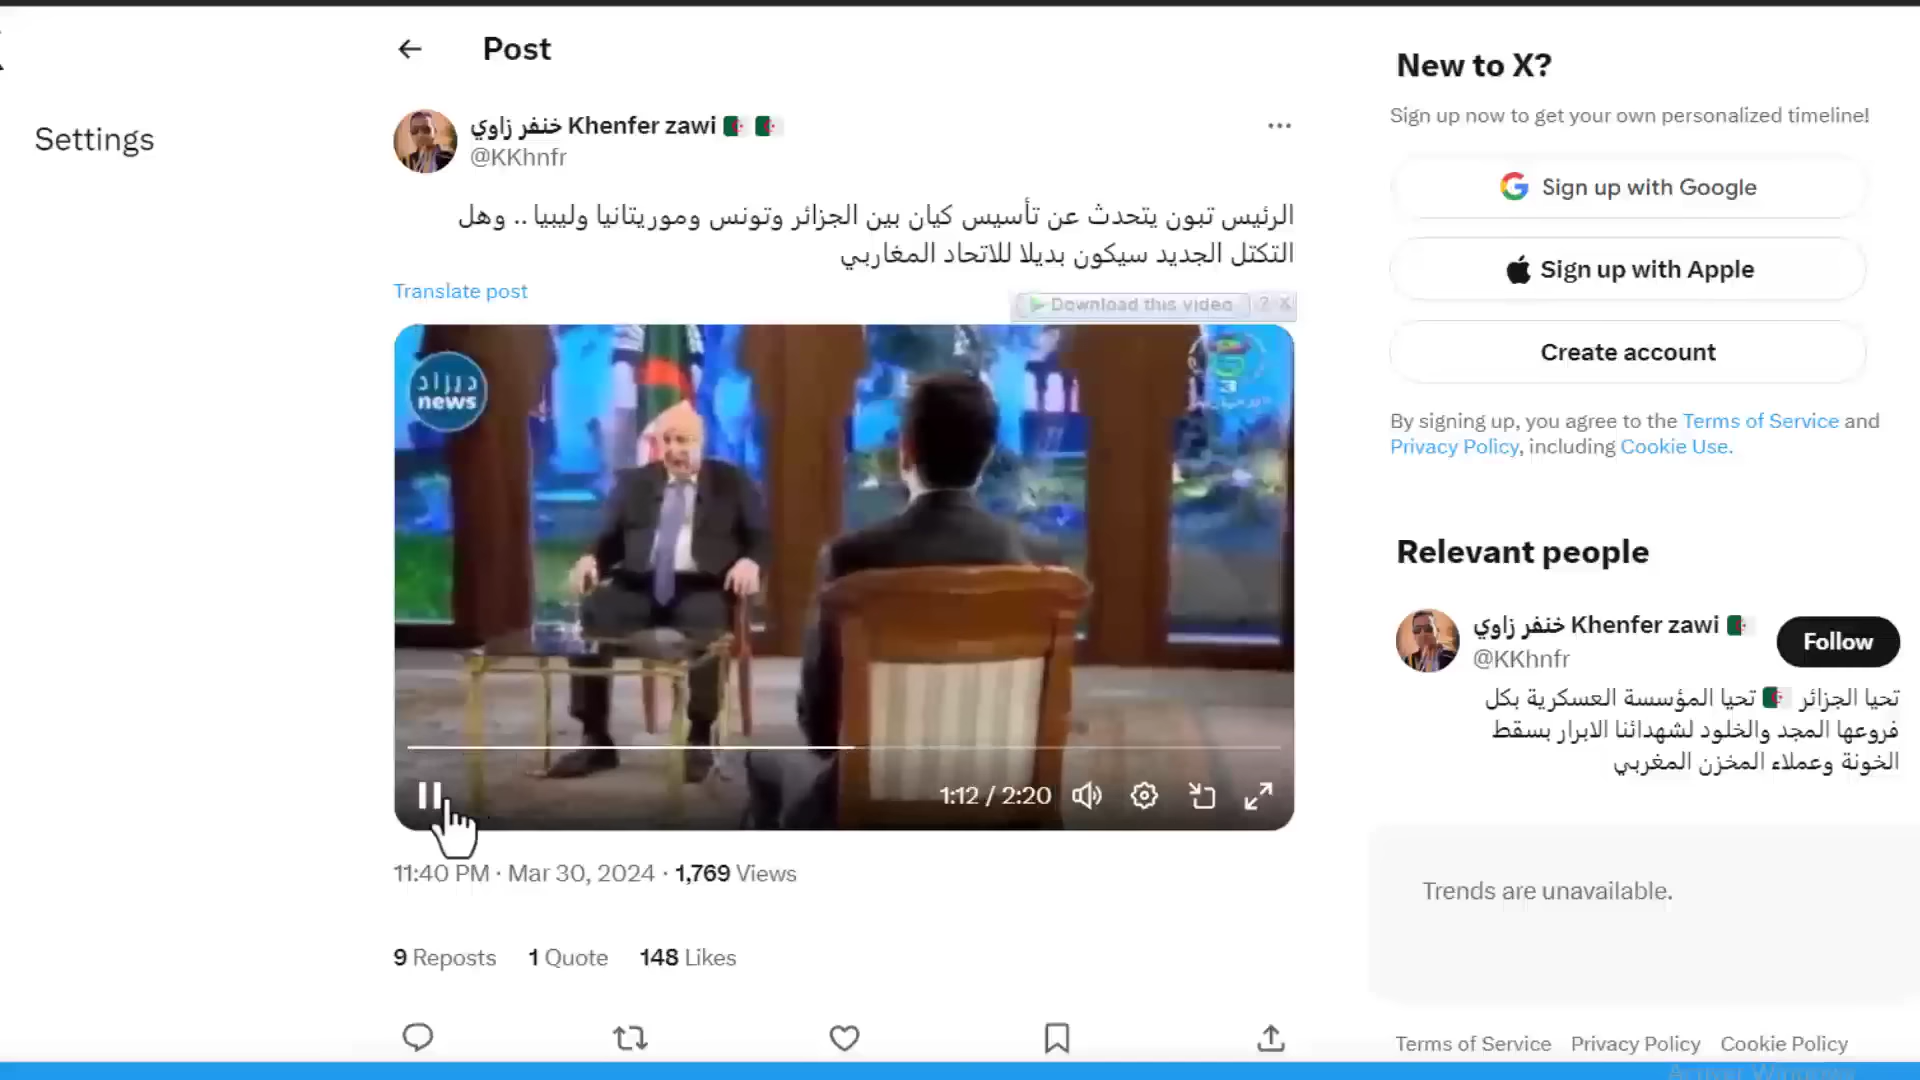 Post
Settings
خنفر زاوي Khenfer zawi
@KKhnfr
الرئيس تبون يتحدث عن تأسيس كيان بين الجزائر وتونس وموريتانيا وليبيا .. وهل
التكتل الجديد سيكون بديلا للاتحاد المغاربي
Translate post
Download this video ? X
دزاير
news
3
1:12 / 2:20
11:40 PM · Mar 30, 2024 · 1,769 Views
9 Reposts 1 Quote 148 Likes
New to X?
Sign up now to get your own personalized timeline!
Sign up with Google
Sign up with Apple
Create account
By signing up, you agree to the Terms of Service and
Privacy Policy, including Cookie Use.
Relevant people
خنفر زاوي Khenfer zawi
@KKhnfr
Follow
تحيا الجزائر تحيا المؤسسة العسكرية بكل
فروعها المجد والخلود لشهدائنا الابرار بسقط
الخونة وعملاء المخزن المغربي
Trends are unavailable.
Terms of Service Privacy Policy Cookie Policy